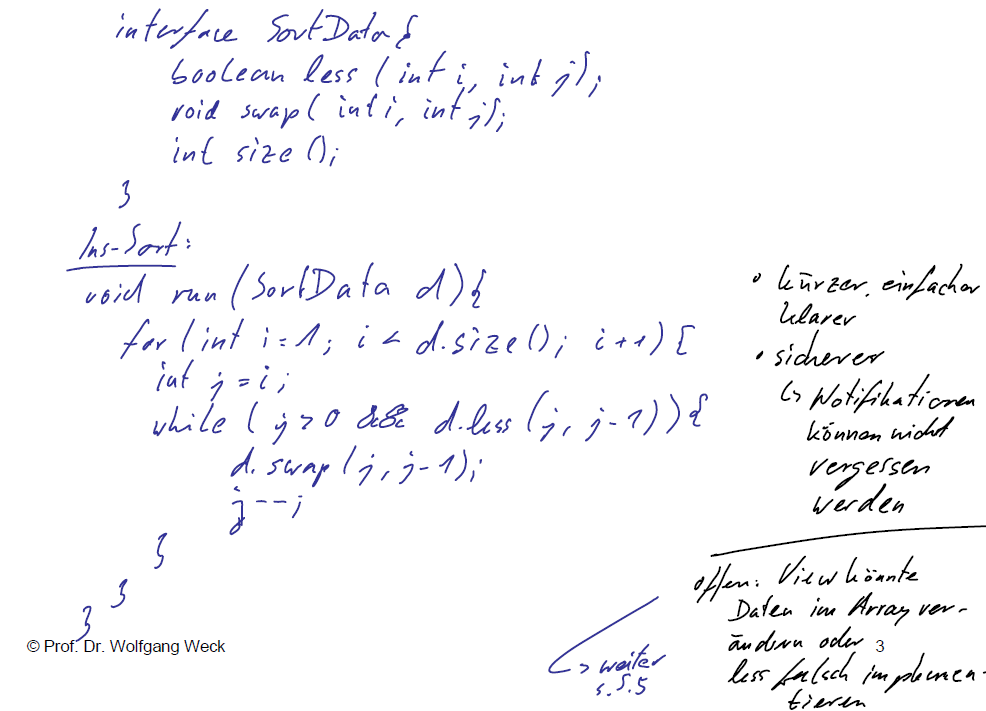 interface SortData{
boolean less (int i, int j);
void swap( int i, int j);
int size ();
}
Ins-Sort:
void run (SortData d){
for (int i=1; i < d.size(); i++) {
int j = i;
while ( j>0 && d.less (j, j-1)){
d. swap (j, j-1);
j--;
}
}
}
• kürzer, einfacher
klarer
• sicherer
↳ Notifikationen
können nicht
vergessen
werden
offen: View könnte
Daten im Array ver-
ändern oder
less falsch implemen-
tieren
↳ weiter
s. S. 5
© Prof. Dr. Wolfgang Weck
3